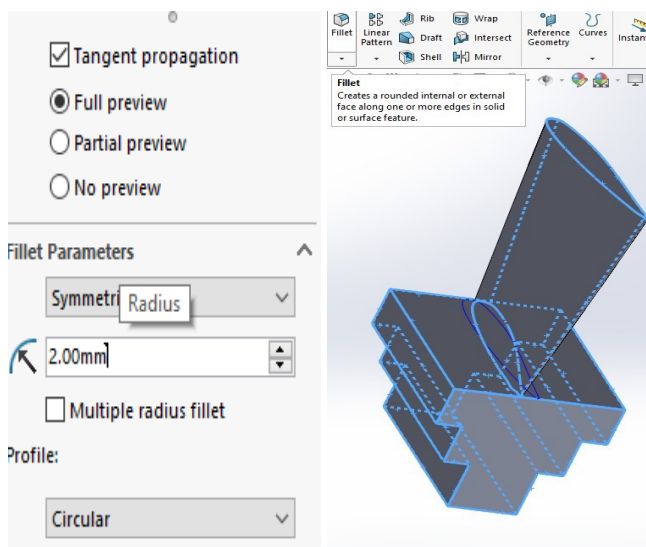 Tangent propagation
Full preview
Partial preview
No preview
Fillet Parameters
Symmetri
Radius
2.00mm
Multiple radius fillet
Profile:
Circular
Fillet
Linear Pattern
Rib
Draft
Shell
Wrap
Intersect
Mirror
Reference Geometry
Curves
Instant
Fillet
Creates a rounded internal or external
face along one or more edges in solid
or surface feature.